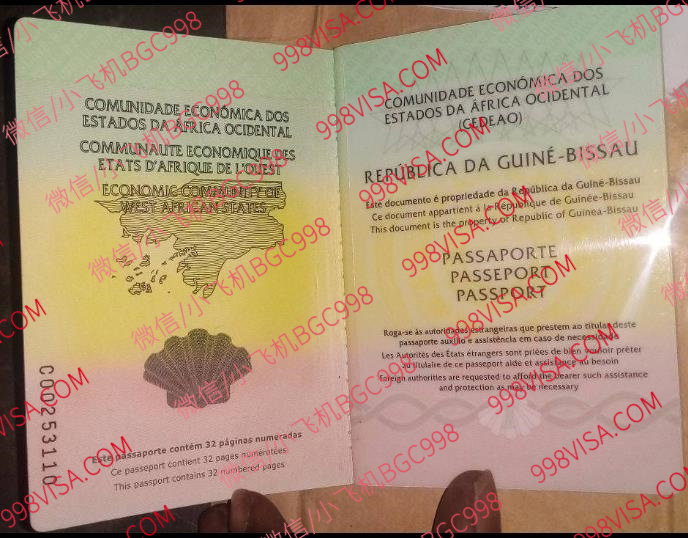 COMUNIDADE ECONÓMICA DOS
ESTADOS DA ÁFRICA OCIDENTAL
COMMUNAUTE ECONOMIQUE DES
ETATS D'AFRIQUE DE L'OUEST
ECONOMIC COMMUNITY OF
WEST AFRICAN STATES
C00253110
Este passaporte contém 32 páginas numeradas
Ce passeport contient 32 pages numérotées
This passport contains 32 numbered pages
COMUNIDADE ECONÓMICA DOS
ESTADOS DA ÁFRICA OCIDENTAL
(CEDEAO)
REPÚBLICA DA GUINÉ-BISSAU
Este documento é propriedade da República da Guiné-Bissau
Ce document appartient à la République de Guinée-Bissau
This document is the property of Republic of Guinea-Bissau
PASSAPORTE
PASSEPORT
PASSPORT
Roga-se às autoridades estrangeiras que prestem ao titular deste
passaporte auxílio e assistência em caso de necessidade
Les Autorités des États étrangers sont priées de bien vouloir prêter
au titulaire de ce passeport aide et assistance au besoin
Foreign authorities are requested to afford the bearer such assistance
and protection as may be necessary
微信/小飞机BGC998
998VISA.COM